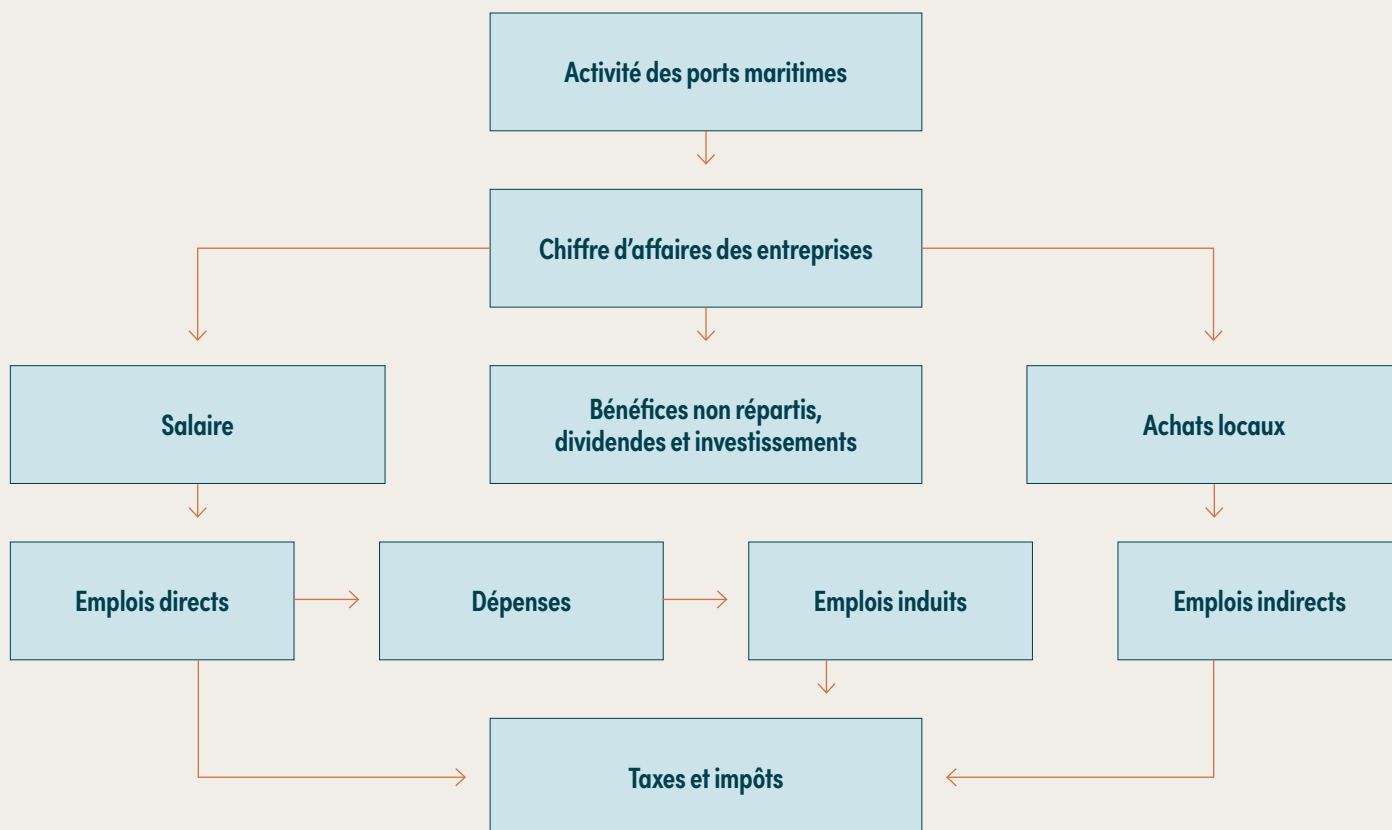 Activité des ports maritimes
Chiffre d’affaires des entreprises
Salaire
Bénéfices non répartis,
dividendes et investissements
Achats locaux
Emplois directs
Dépenses
Emplois induits
Emplois indirects
Taxes et impôts